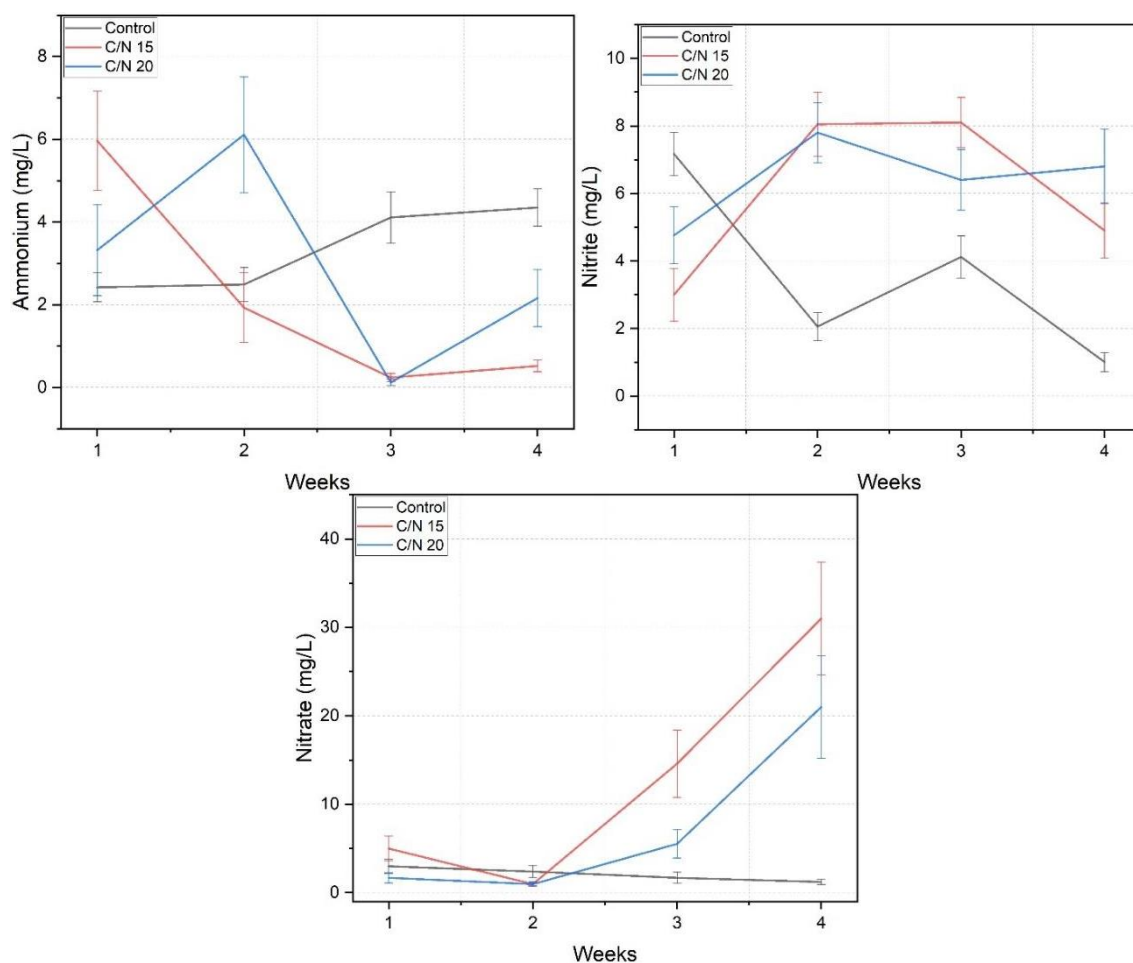 Control
C/N 15
C/N 20
Ammonium (mg/L)
8
6
4
2
0
1 2 3 4
Weeks
Control
C/N 15
C/N 20
Nitrite (mg/L)
10
8
6
4
2
0
1 2 3 4
Weeks
Control
C/N 15
C/N 20
Nitrate (mg/L)
40
30
20
10
0
1 2 3 4
Weeks